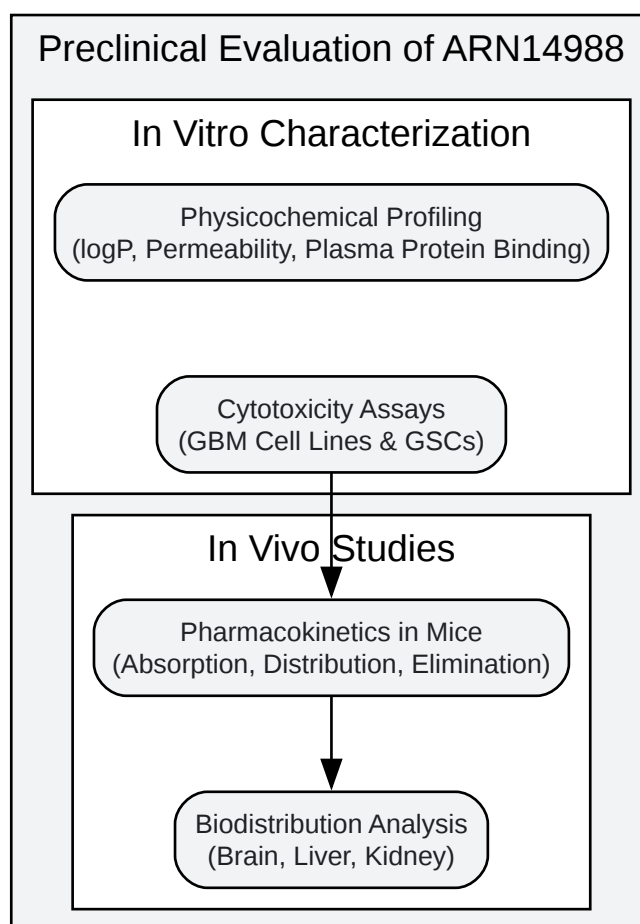 Preclinical Evaluation of ARN14988
In Vitro Characterization
Physicochemical Profiling
(logP, Permeability, Plasma Protein Binding)
Cytotoxicity Assays
(GBM Cell Lines & GSCs)
In Vivo Studies
Pharmacokinetics in Mice
(Absorption, Distribution, Elimination)
Biodistribution Analysis
(Brain, Liver, Kidney)